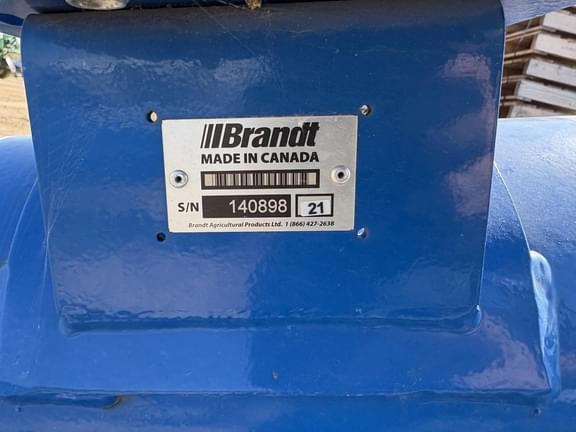 Brandt
MADE IN CANADA
S/N 140898 21
Brandt Agricultural Products Ltd. 1 (866) 427-2638